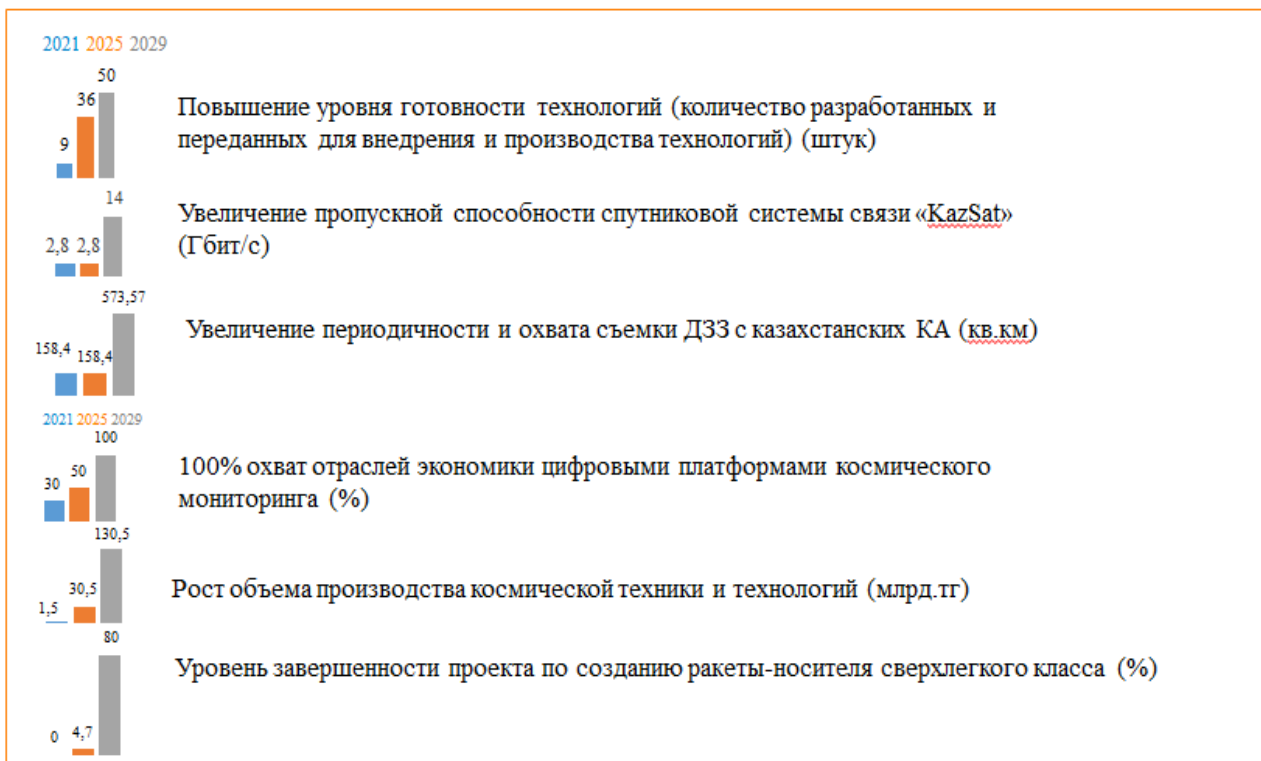 2021 2025 2029
50
36
9
Повышение уровня готовности технологий (количество разработанных и
переданных для внедрения и производства технологий) (штук)
14
2,8 2,8
Увеличение пропускной способности спутниковой системы связи «KazSat»
(Гбит/с)
573,57
158,4 158,4
Увеличение периодичности и охвата съемки ДЗЗ с казахстанских КА (кв.км)
2021 2025 2029
100
50
30
100% охват отраслей экономики цифровыми платформами космического
мониторинга (%)
130,5
30,5
1,5
Рост объема производства космической техники и технологий (млрд.тг)
80
Уровень завершенности проекта по созданию ракеты-носителя сверхлегкого класса (%)
0 4,7